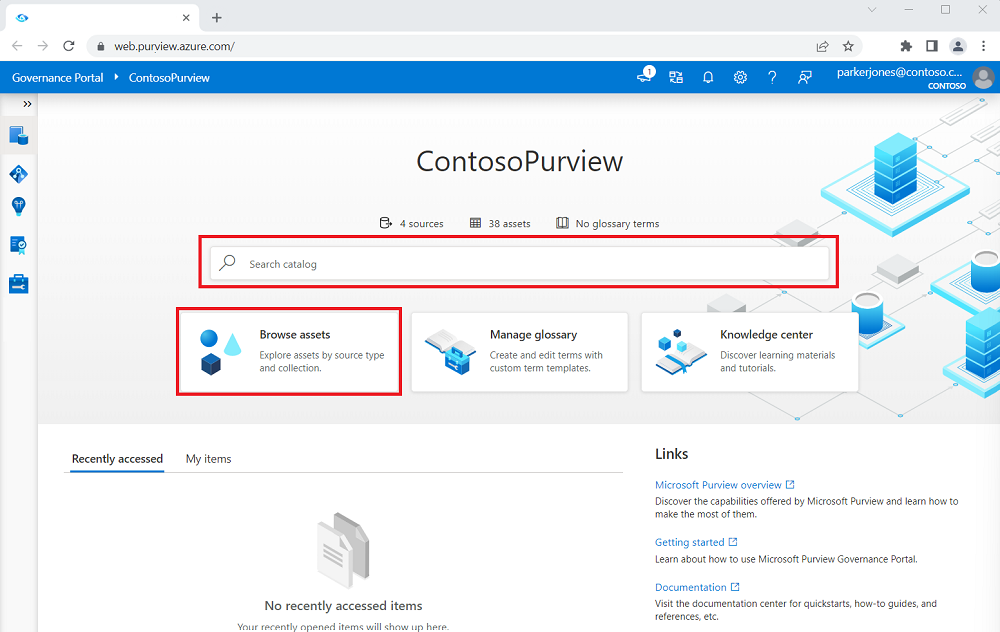 web.purview.azure.com/
Governance Portal
ContosoPurview
1
parkerjones@contoso.c...
CONTOSO
ContosoPurview
4 sources
38 assets
No glossary terms
Search catalog
Browse assets
Explore assets by source type
and collection.
Manage glossary
Create and edit terms with
custom term templates.
Knowledge center
Discover learning materials
and tutorials.
Recently accessed
My items
No recently accessed items
Your recently opened items will show up here.
Links
Microsoft Purview overview
Discover the capabilities offered by Microsoft Purview and learn how to
make the most of them.
Getting started
Learn about how to use Microsoft Purview Governance Portal.
Documentation
Visit the documentation center for quickstarts, how-to guides, and
references, etc.